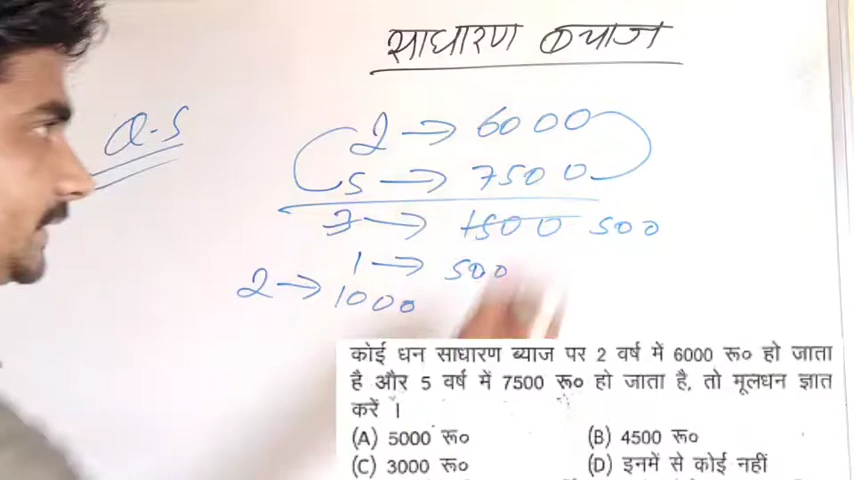 साधारण ब्याज
Q-5
2 → 6000
5 → 7500
3 → 1500 500
1 → 500
2 → 1000
कोई धन साधारण ब्याज पर 2 वर्ष में 6000 रू० हो जाता
है और 5 वर्ष में 7500 रू० हो जाता है, तो मूलधन ज्ञात
करें ।
(A) 5000 रू० (B) 4500 रू०
(C) 3000 रू० (D) इनमें से कोई नहीं